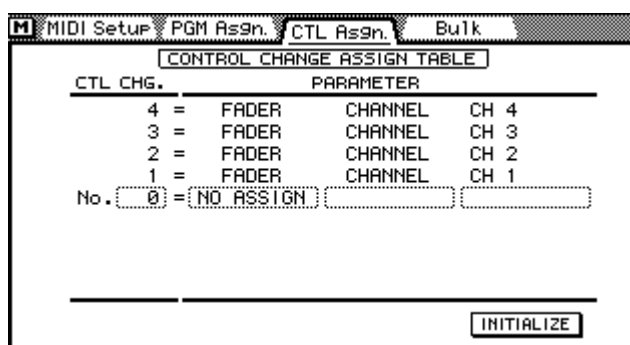 M MIDI Setup PGM Asgn. CTL Asgn. Bulk
CONTROL CHANGE ASSIGN TABLE
CTL CHG. PARAMETER
4 = FADER CHANNEL CH 4
3 = FADER CHANNEL CH 3
2 = FADER CHANNEL CH 2
1 = FADER CHANNEL CH 1
No. 0 = NO ASSIGN
INITIALIZE